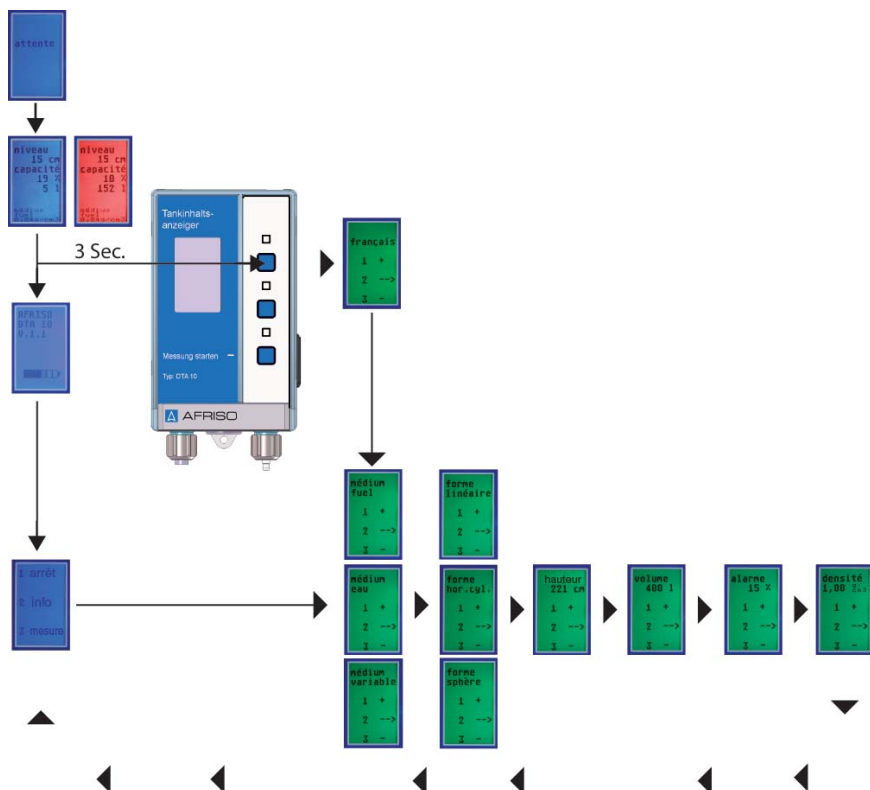 attente
niveau
15 cm
capacité
19 %
5 l
médium
fuel
niveau
15 cm
capacité
10 %
152 l
médium
fuel
3 Sec.
Tankinhalts-
anzeiger
Messung starten
Typ: DTA 10
AFRISO
français
1 +
2 -->
3 -
AFRISO
DTA 10
V.1.1
médium
fuel
1 +
2 -->
3 -
forme
linéaire
1 +
2 -->
3 -
1 arrêt
2 info
3 mesure
médium
eau
1 +
2 -->
3 -
forme
hor.cyl.
1 +
2 -->
3 -
hauteur
221 cm
1 +
2 -->
3 -
volume
400 l
1 +
2 -->
3 -
alarme
15 %
1 +
2 -->
3 -
densité
1,00
1 +
2 -->
3 -
médium
variable
1 +
2 -->
3 -
forme
sphère
1 +
2 -->
3 -